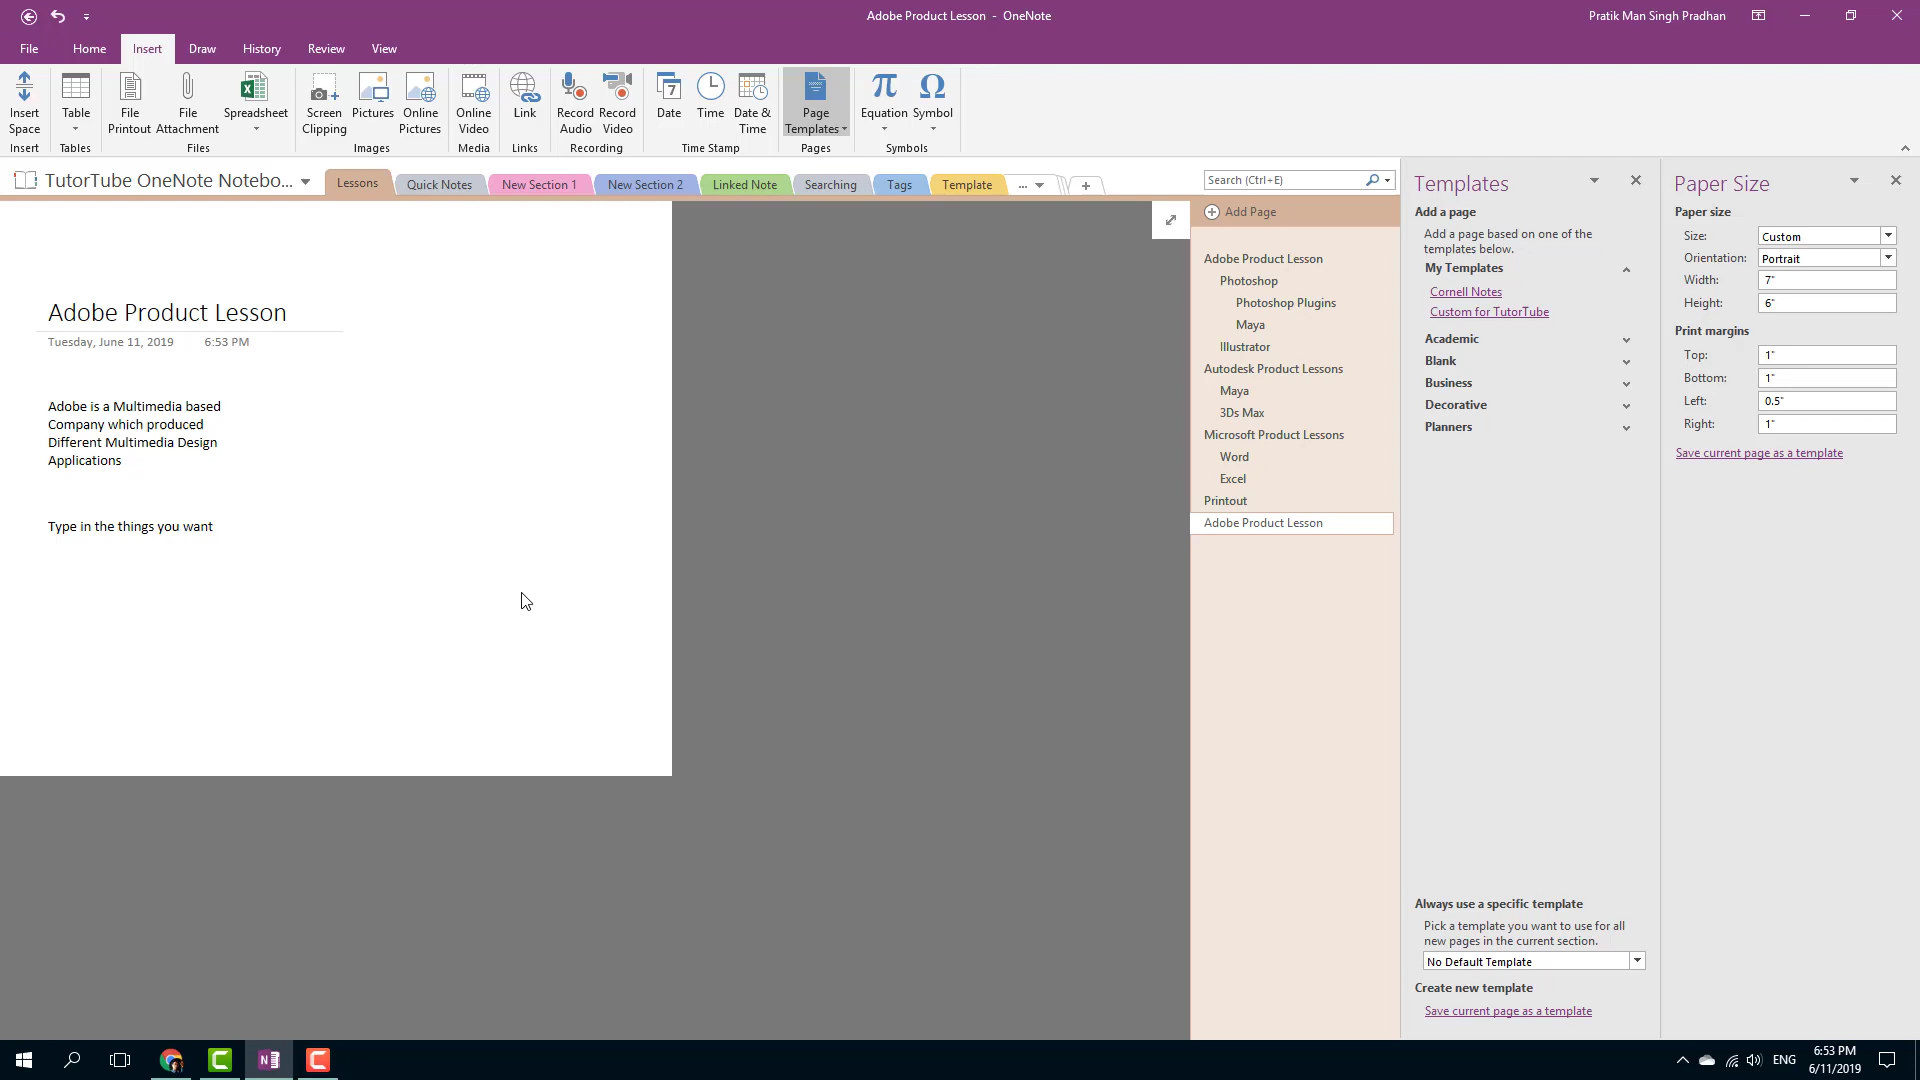 Adobe Product Lesson - OneNote
Pratik Man Singh Pradhan
File Home Insert Draw History Review View
Insert Space
Table
File Printout
File Attachment
Spreadsheet
Screen Clipping
Pictures
Online Pictures
Online Video
Link
Record Audio
Record Video
Date
Time
Date & Time
Page Templates
Equation
Symbol
Insert Tables Files Images Media Links Recording Time Stamp Pages Symbols
TutorTube OneNote Notebo...
Lessons Quick Notes New Section 1 New Section 2 Linked Note Searching Tags Template ...
Search (Ctrl+E)
Adobe Product Lesson
Tuesday, June 11, 2019 6:53 PM
Adobe is a Multimedia based
Company which produced
Different Multimedia Design
Applications
Type in the things you want
Add Page
Adobe Product Lesson
Photoshop
Photoshop Plugins
Maya
Illustrator
Autodesk Product Lessons
Maya
3Ds Max
Microsoft Product Lessons
Word
Excel
Printout
Adobe Product Lesson
Templates
Add a page
Add a page based on one of the
templates below.
My Templates
Cornell Notes
Custom for TutorTube
Academic
Blank
Business
Decorative
Planners
Always use a specific template
Pick a template you want to use for all
new pages in the current section.
No Default Template
Create new template
Save current page as a template
Paper Size
Paper size
Size: Custom
Orientation: Portrait
Width: 7"
Height: 6"
Print margins
Top: 1"
Bottom: 1"
Left: 0.5"
Right: 1"
Save current page as a template
ENG
6:53 PM
6/11/2019